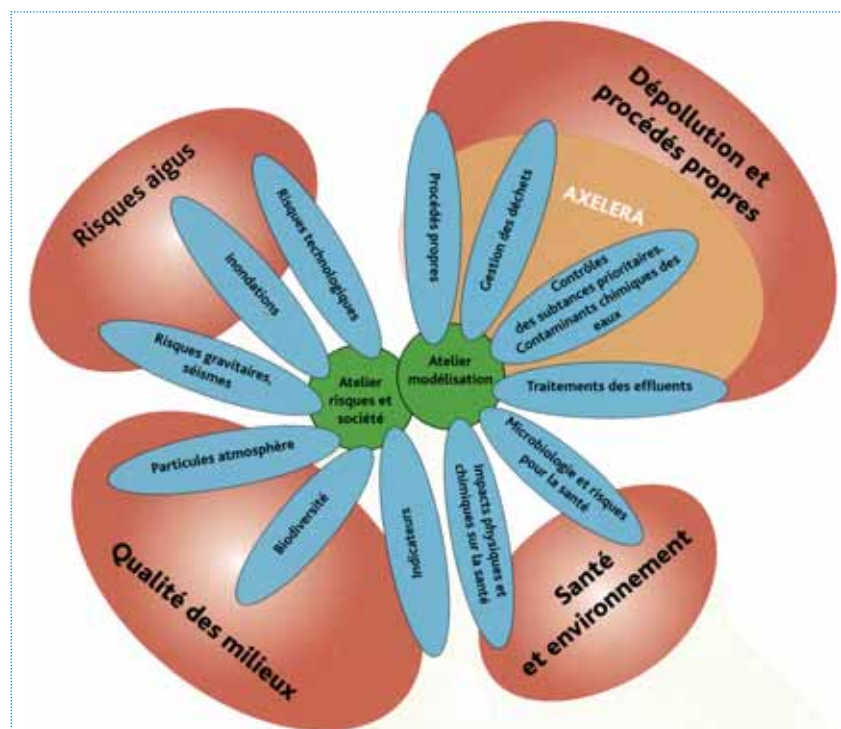 Dépollution et
procédés propres
AXELERA
Risques aigus
Risques technologiques
Inondations
Risques gravitaires,
séismes
Procédés propres
Gestion des déchets
Contrôles
des subtances prioritaires.
Contaminants chimiques des
eaux
Traitements des effluents
Atelier
risques et
société
Atelier
modélisation
Particules atmosphère
Biodiversité
Indicateurs
Impacts physiques et
chimiques sur la santé
Microbiologie et risques
pour la santé
Qualité des milieux
Santé
et environnement